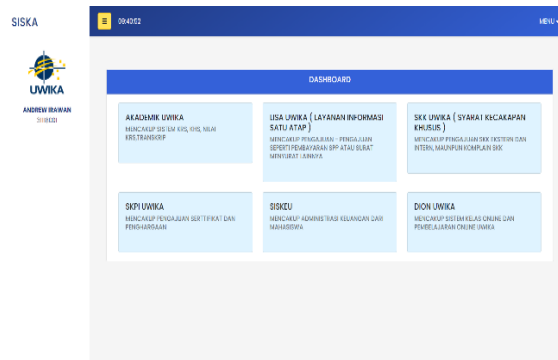 SISKA
09:40:52
MENU
UWIKA
ANDREW IRAWAN
DASHBOARD
AKADEMIK UWIKA
MENCAKUP SISTEM KRS, KHS, NILAI
KRS,TRANSKRIP
LISA UWIKA ( LAYANAN INFORMASI
SATU ATAP )
MENCAKUP PENGAJUAN - PENGAJUAN
SEPERTI PEMBAYARAN SPP ATAU SURAT
MENYURAT LAINNYA
SKK UWIKA ( SYARAT KECAKAPAN
KHUSUS )
MENCAKUP PENGAJUAN SKK EKSTERN DAN
INTERN, MAUPUN KOMPLAIN SKK
SKPI UWIKA
MENCAKUP PENGAJUAN SERTIFIKAT DAN
PENGHARGAAN
SISKEU
MENCAKUP ADMINISTRASI KEUANGAN DARI
MAHASISWA
DION UWIKA
MENCAKUP SISTEM KELAS ONLINE DAN
PEMBELAJARAN ONLINE UWIKA